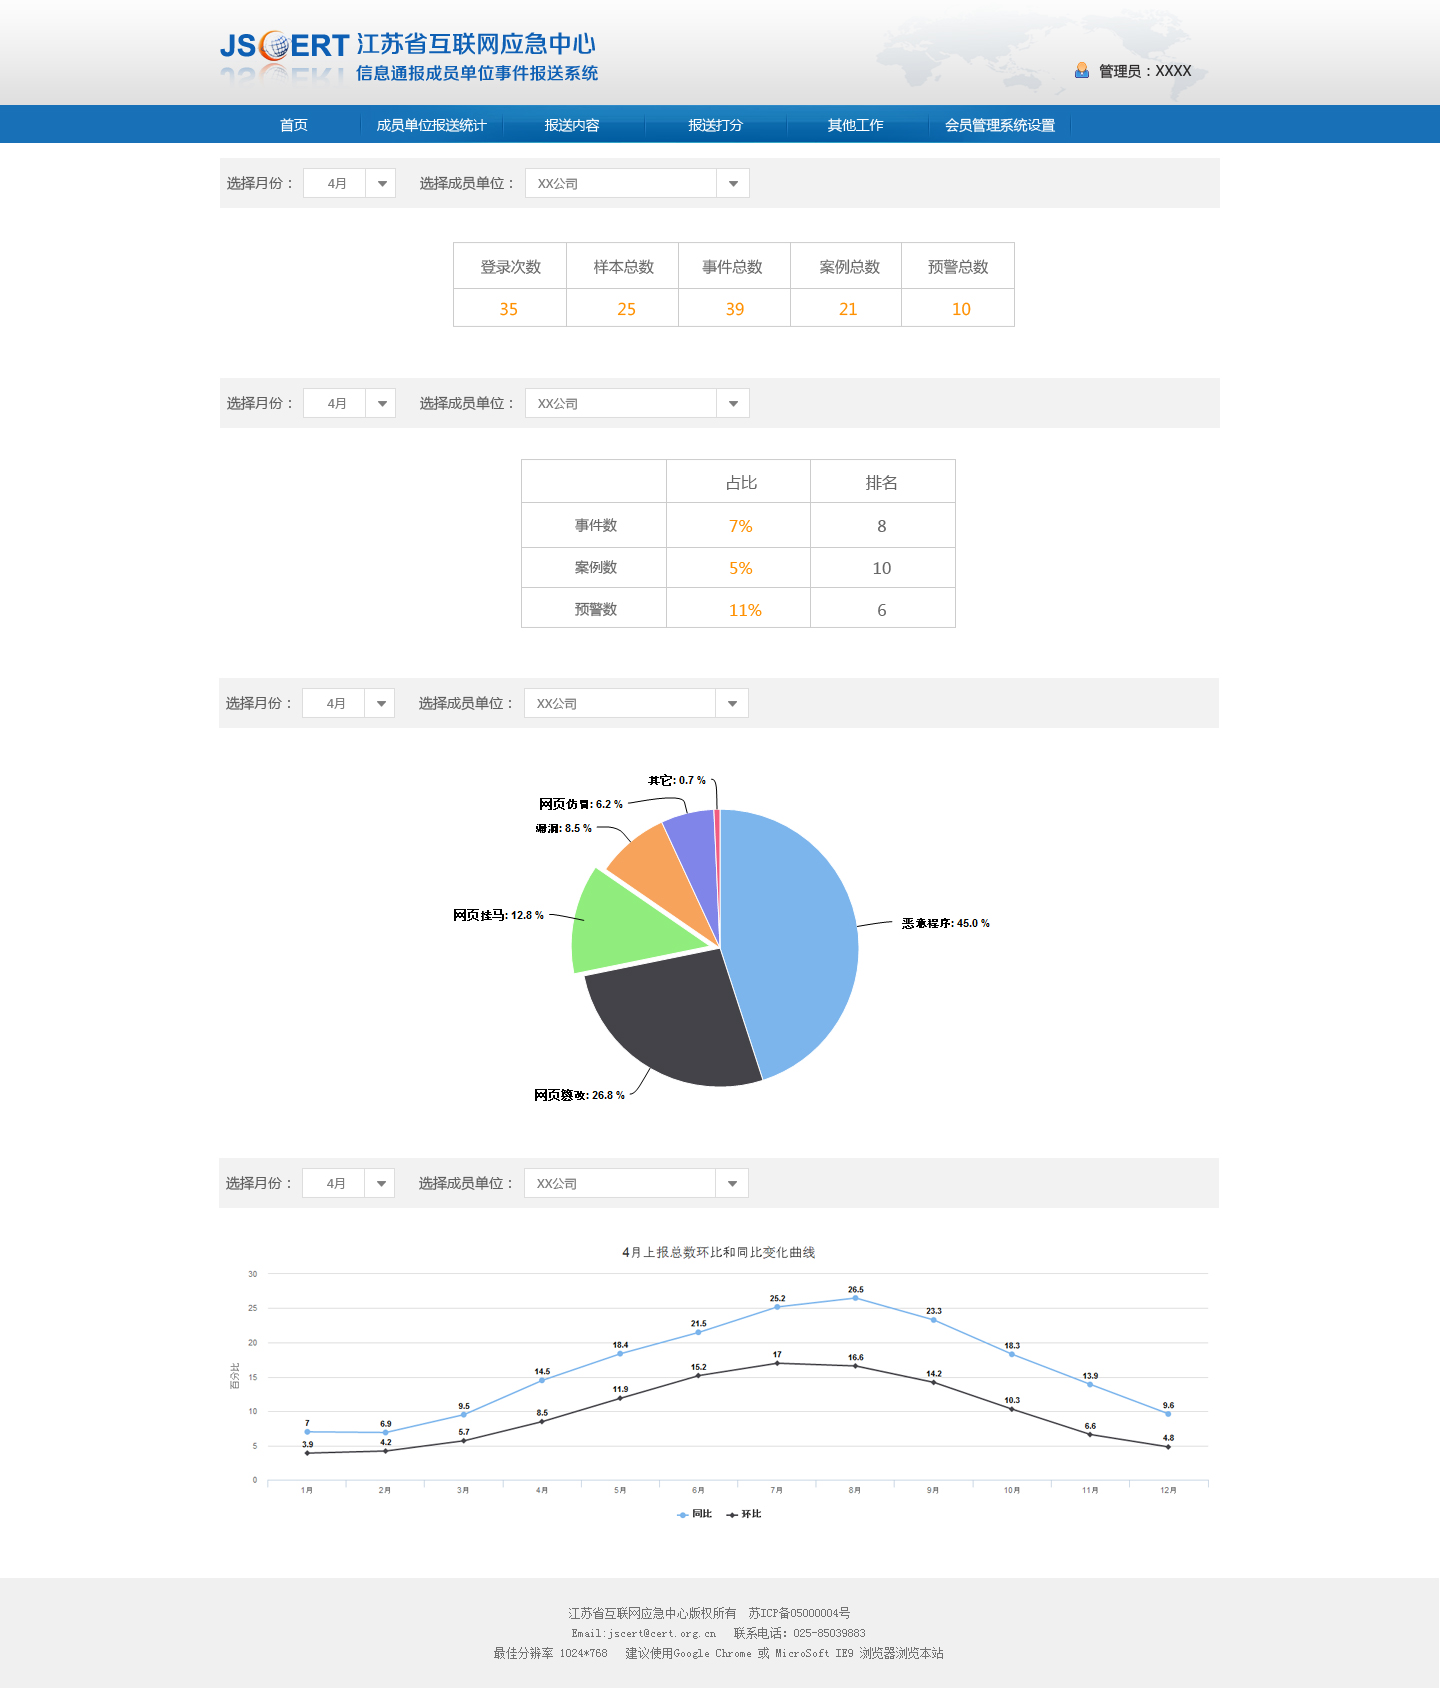 JSCERT 江苏省互联网应急中心
信息通报成员单位事件报送系统
管理员：XXXX
首页 成员单位报送统计 报送内容 报送打分 其他工作 会员管理系统设置
选择月份： 4月 选择成员单位： XX公司
登录次数 样本总数 事件总数 案例总数 预警总数
35 25 39 21 10
选择月份： 4月 选择成员单位： XX公司
占比 排名
事件数 7% 8
案例数 5% 10
预警数 11% 6
选择月份： 4月 选择成员单位： XX公司
其它: 0.7 %
网页仿冒: 6.2 %
漏洞: 8.5 %
网页挂马: 12.8 %
恶意程序: 45.0 %
网页篡改: 26.8 %
选择月份： 4月 选择成员单位： XX公司
4月上报总数环比和同比变化曲线
百分比
30
25
20
15
10
5
0
7 6.9 9.5 14.5 18.4 21.5 25.2 26.5 23.3 18.3 13.9 9.6
3.9 4.2 5.7 8.5 11.9 15.2 17 16.6 14.2 10.3 6.6 4.8
1月 2月 3月 4月 5月 6月 7月 8月 9月 10月 11月 12月
同比 环比
江苏省互联网应急中心版权所有 苏ICP备05000004号
Email:jscert@cert.org.cn 联系电话: 025-85039883
最佳分辨率 1024*768 建议使用Google Chrome 或 MicroSoft IE9 浏览器浏览本站